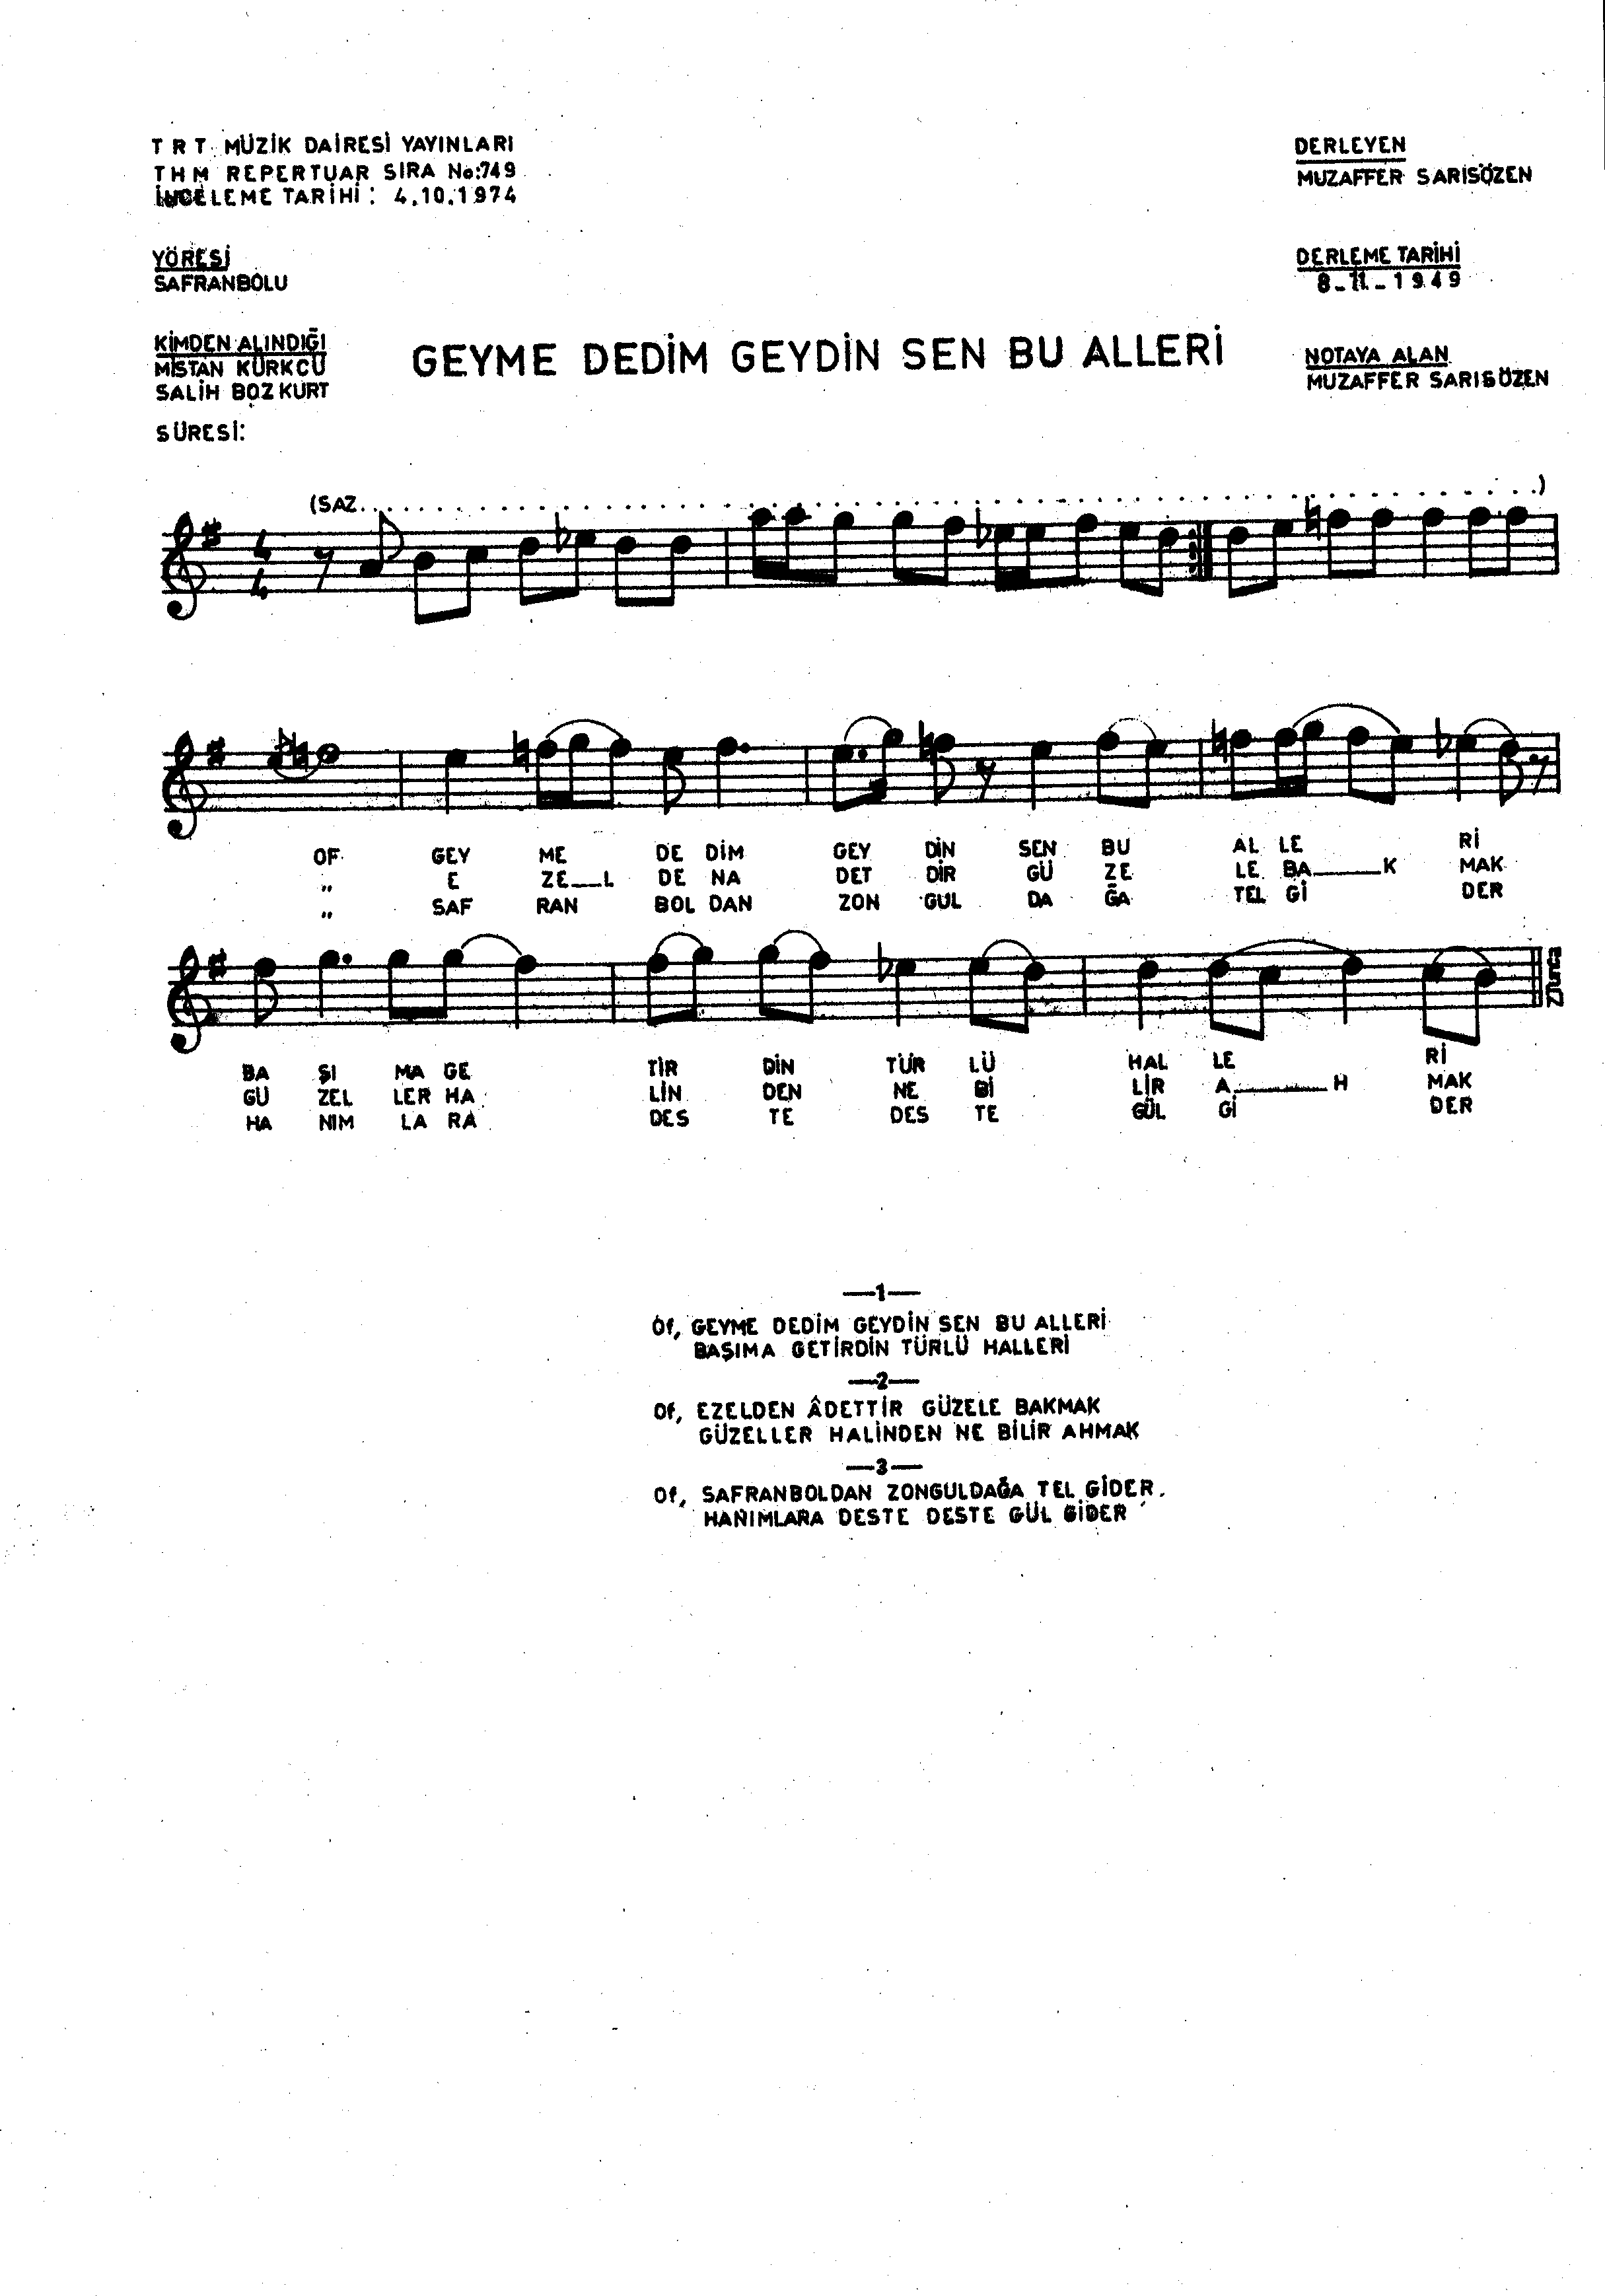 T R T MÜZİK DAİRESİ YAYINLARI
T H M REPERTUAR SIRA No:749
İNCELEME TARİHİ : 4.10.1974
DERLEYEN
MUZAFFER SARISÖZEN
YÖRESİ
SAFRANBOLU
DERLEME TARİHİ
8-11-1949
KİMDEN ALINDIĞI
MİSTAN KÜRKCÜ
SALİH BOZKURT
GEYME DEDİM GEYDİN SEN BU ALLERİ
NOTAYA ALAN
MUZAFFER SARISÖZEN
SÜRESİ:
(SAZ..........)
4
4
OF GEY ME DE DİM GEY DİN SEN BU AL LE Rİ
,, E ZE__L DE NA DET DİR GÜ ZE LE BA____K MAK
,, SAF RAN BOL DAN ZON GUL DA ĞA TEL Gİ DER
BA ŞI MA GE TİR DİN TÜR LÜ HAL LE Rİ
GÜ ZEL LER HA LİN DEN NE Bİ LİR A____H MAK
HA NIM LA RA DES TE DES TE GÜL Gİ DER
—1—
Of, GEYME DEDİM GEYDİN SEN BU ALLERİ
BAŞIMA GETİRDİN TÜRLÜ HALLERİ
—2—
Of, EZELDEN ÂDETTİR GÜZELE BAKMAK
GÜZELLER HALİNDEN NE BİLİR AHMAK
—3—
Of, SAFRANBOLDAN ZONGULDAĞA TEL GİDER.
HANIMLARA DESTE DESTE GÜL GİDER